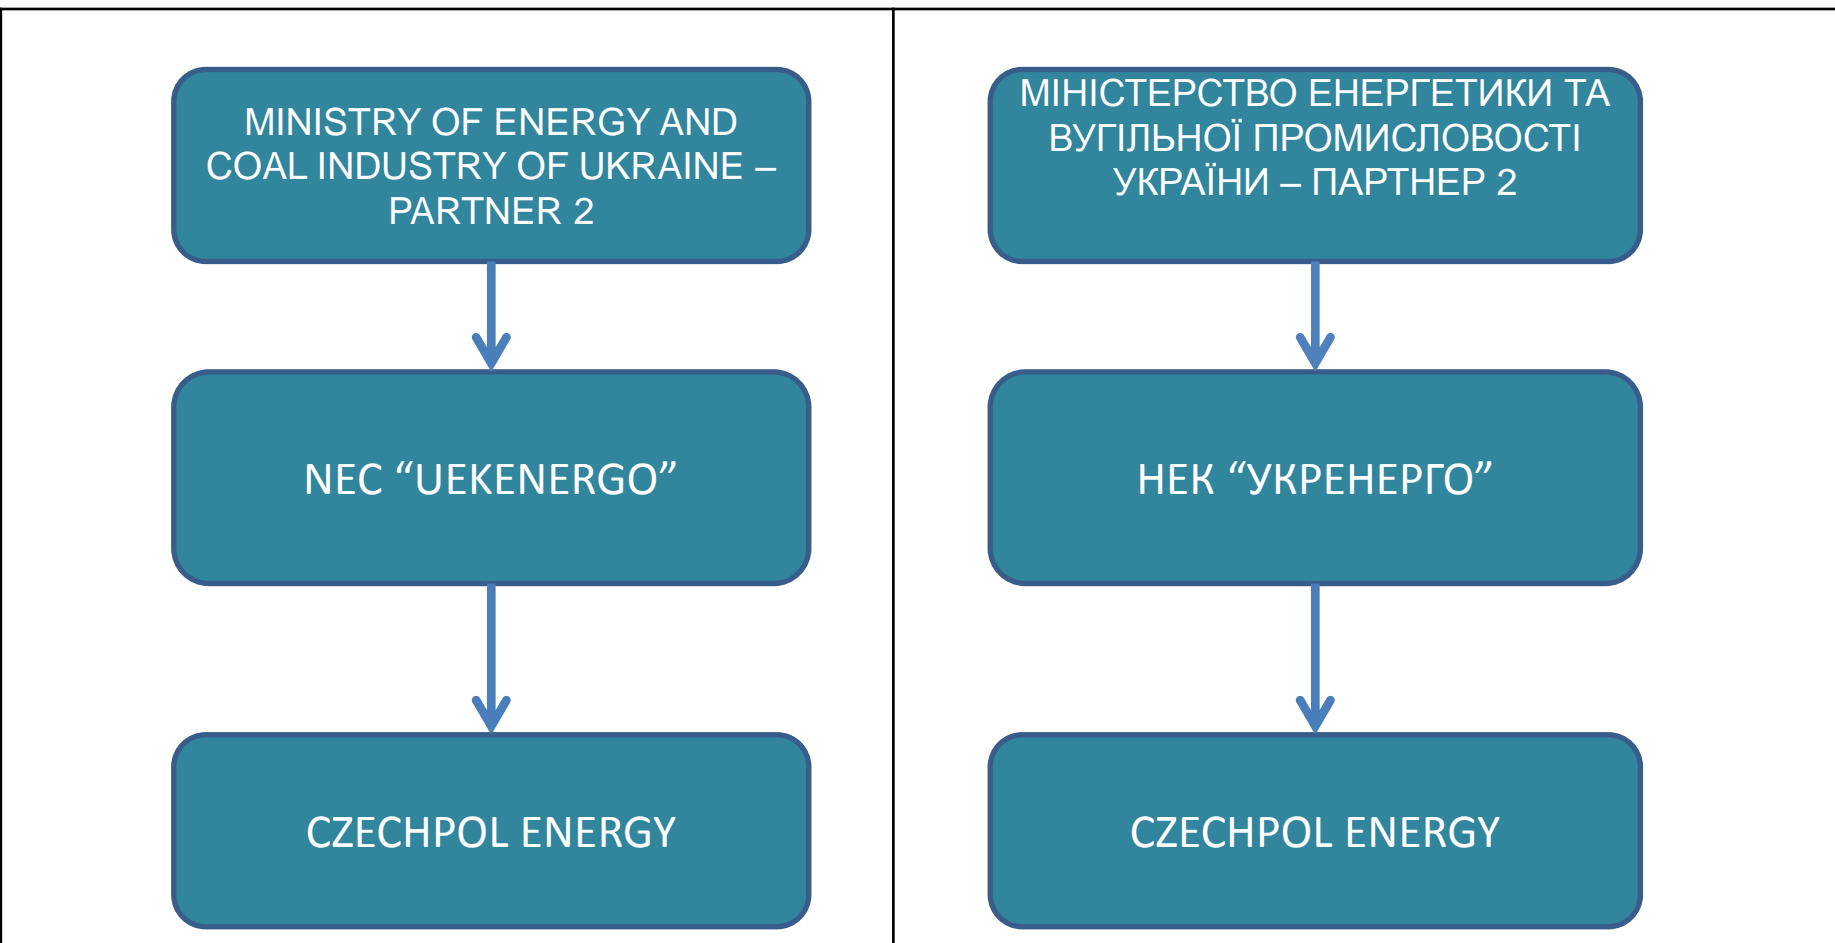 MINISTRY OF ENERGY AND
COAL INDUSTRY OF UKRAINE –
PARTNER 2
NEC “UEKENERGO”
CZECHPOL ENERGY
МІНІСТЕРСТВО ЕНЕРГЕТИКИ ТА
ВУГІЛЬНОЇ ПРОМИСЛОВОСТІ
УКРАЇНИ – ПАРТНЕР 2
НЕК “УКРЕНЕРГО”
CZECHPOL ENERGY